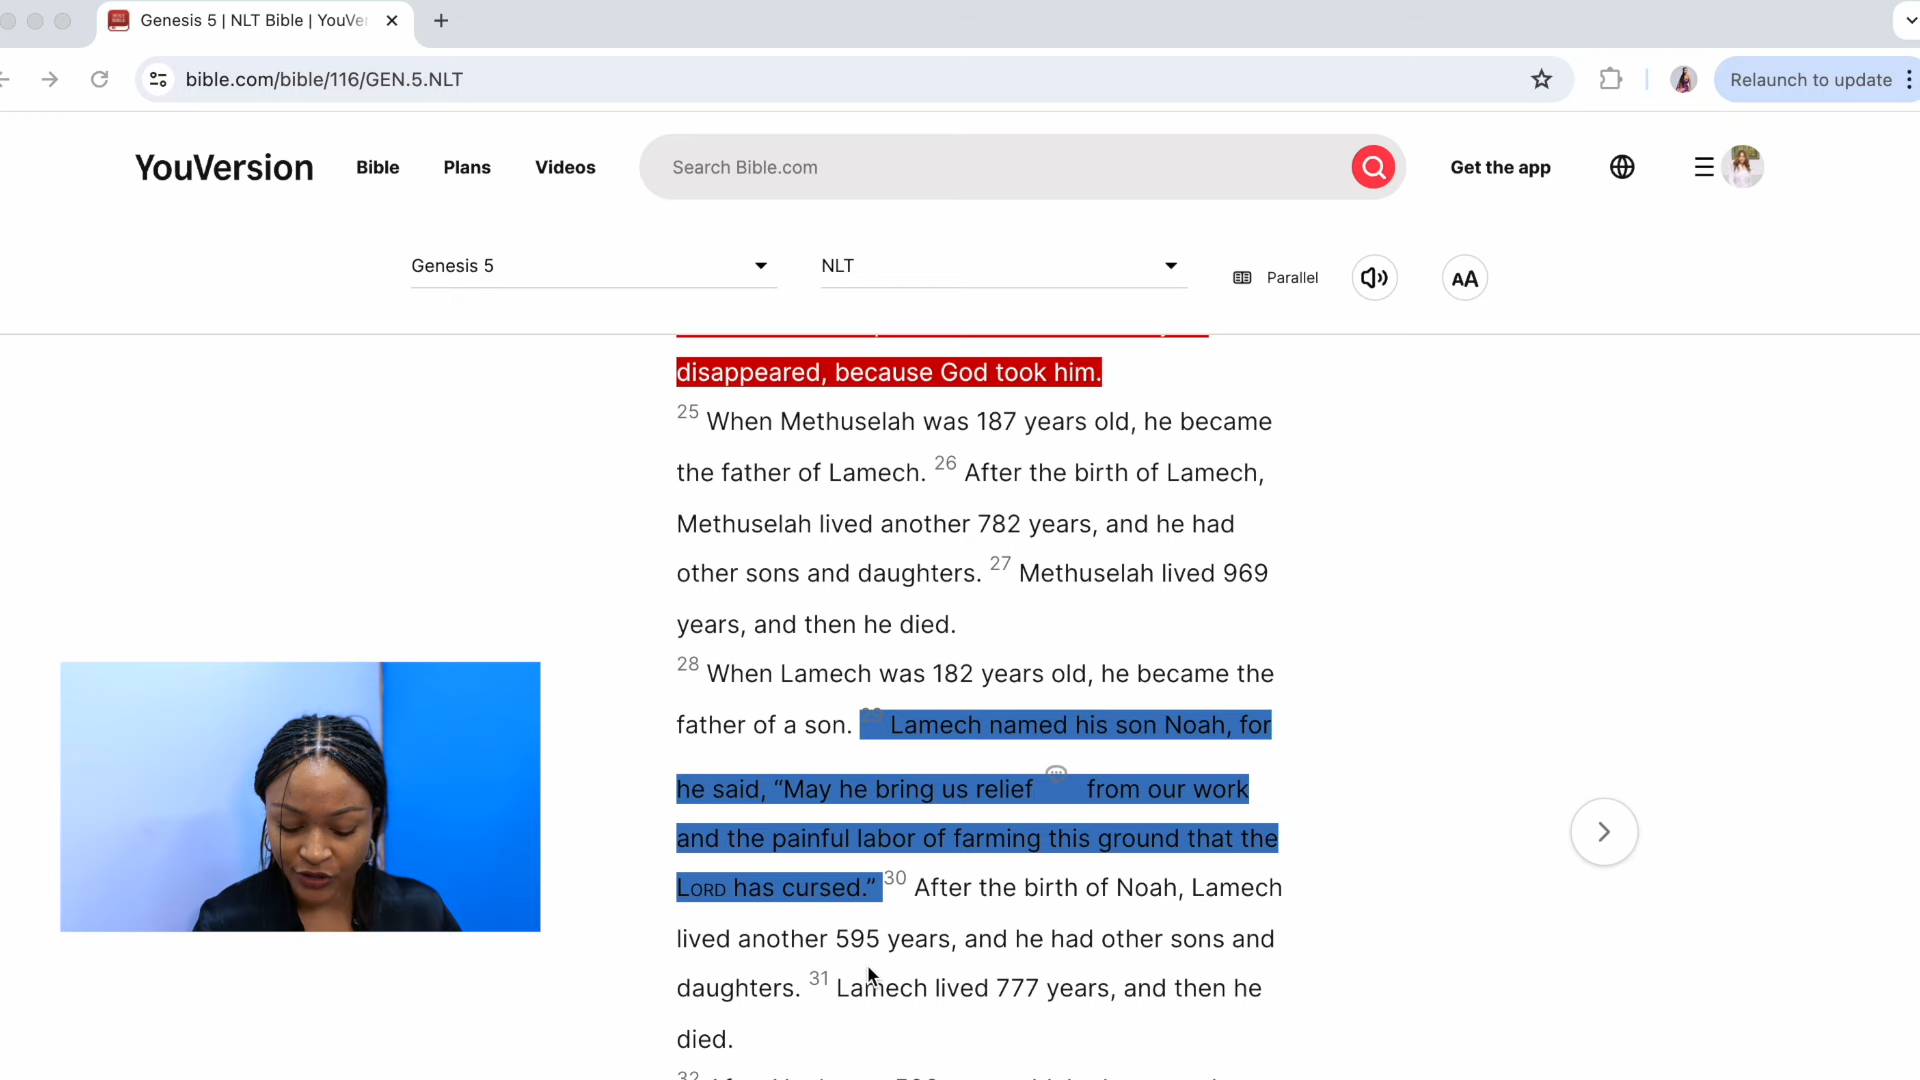 Genesis 5 | NLT Bible | YouVe
bible.com/bible/116/GEN.5.NLT
Relaunch to update
YouVersion Bible Plans Videos Search Bible.com Get the app
Genesis 5 NLT Parallel AA
disappeared, because God took him.
25 When Methuselah was 187 years old, he became
the father of Lamech. 26 After the birth of Lamech,
Methuselah lived another 782 years, and he had
other sons and daughters. 27 Methuselah lived 969
years, and then he died.
28 When Lamech was 182 years old, he became the
father of a son. 29 Lamech named his son Noah, for
he said, “May he bring us relief from our work
and the painful labor of farming this ground that the
LORD has cursed.” 30 After the birth of Noah, Lamech
lived another 595 years, and he had other sons and
daughters. 31 Lamech lived 777 years, and then he
died.
32